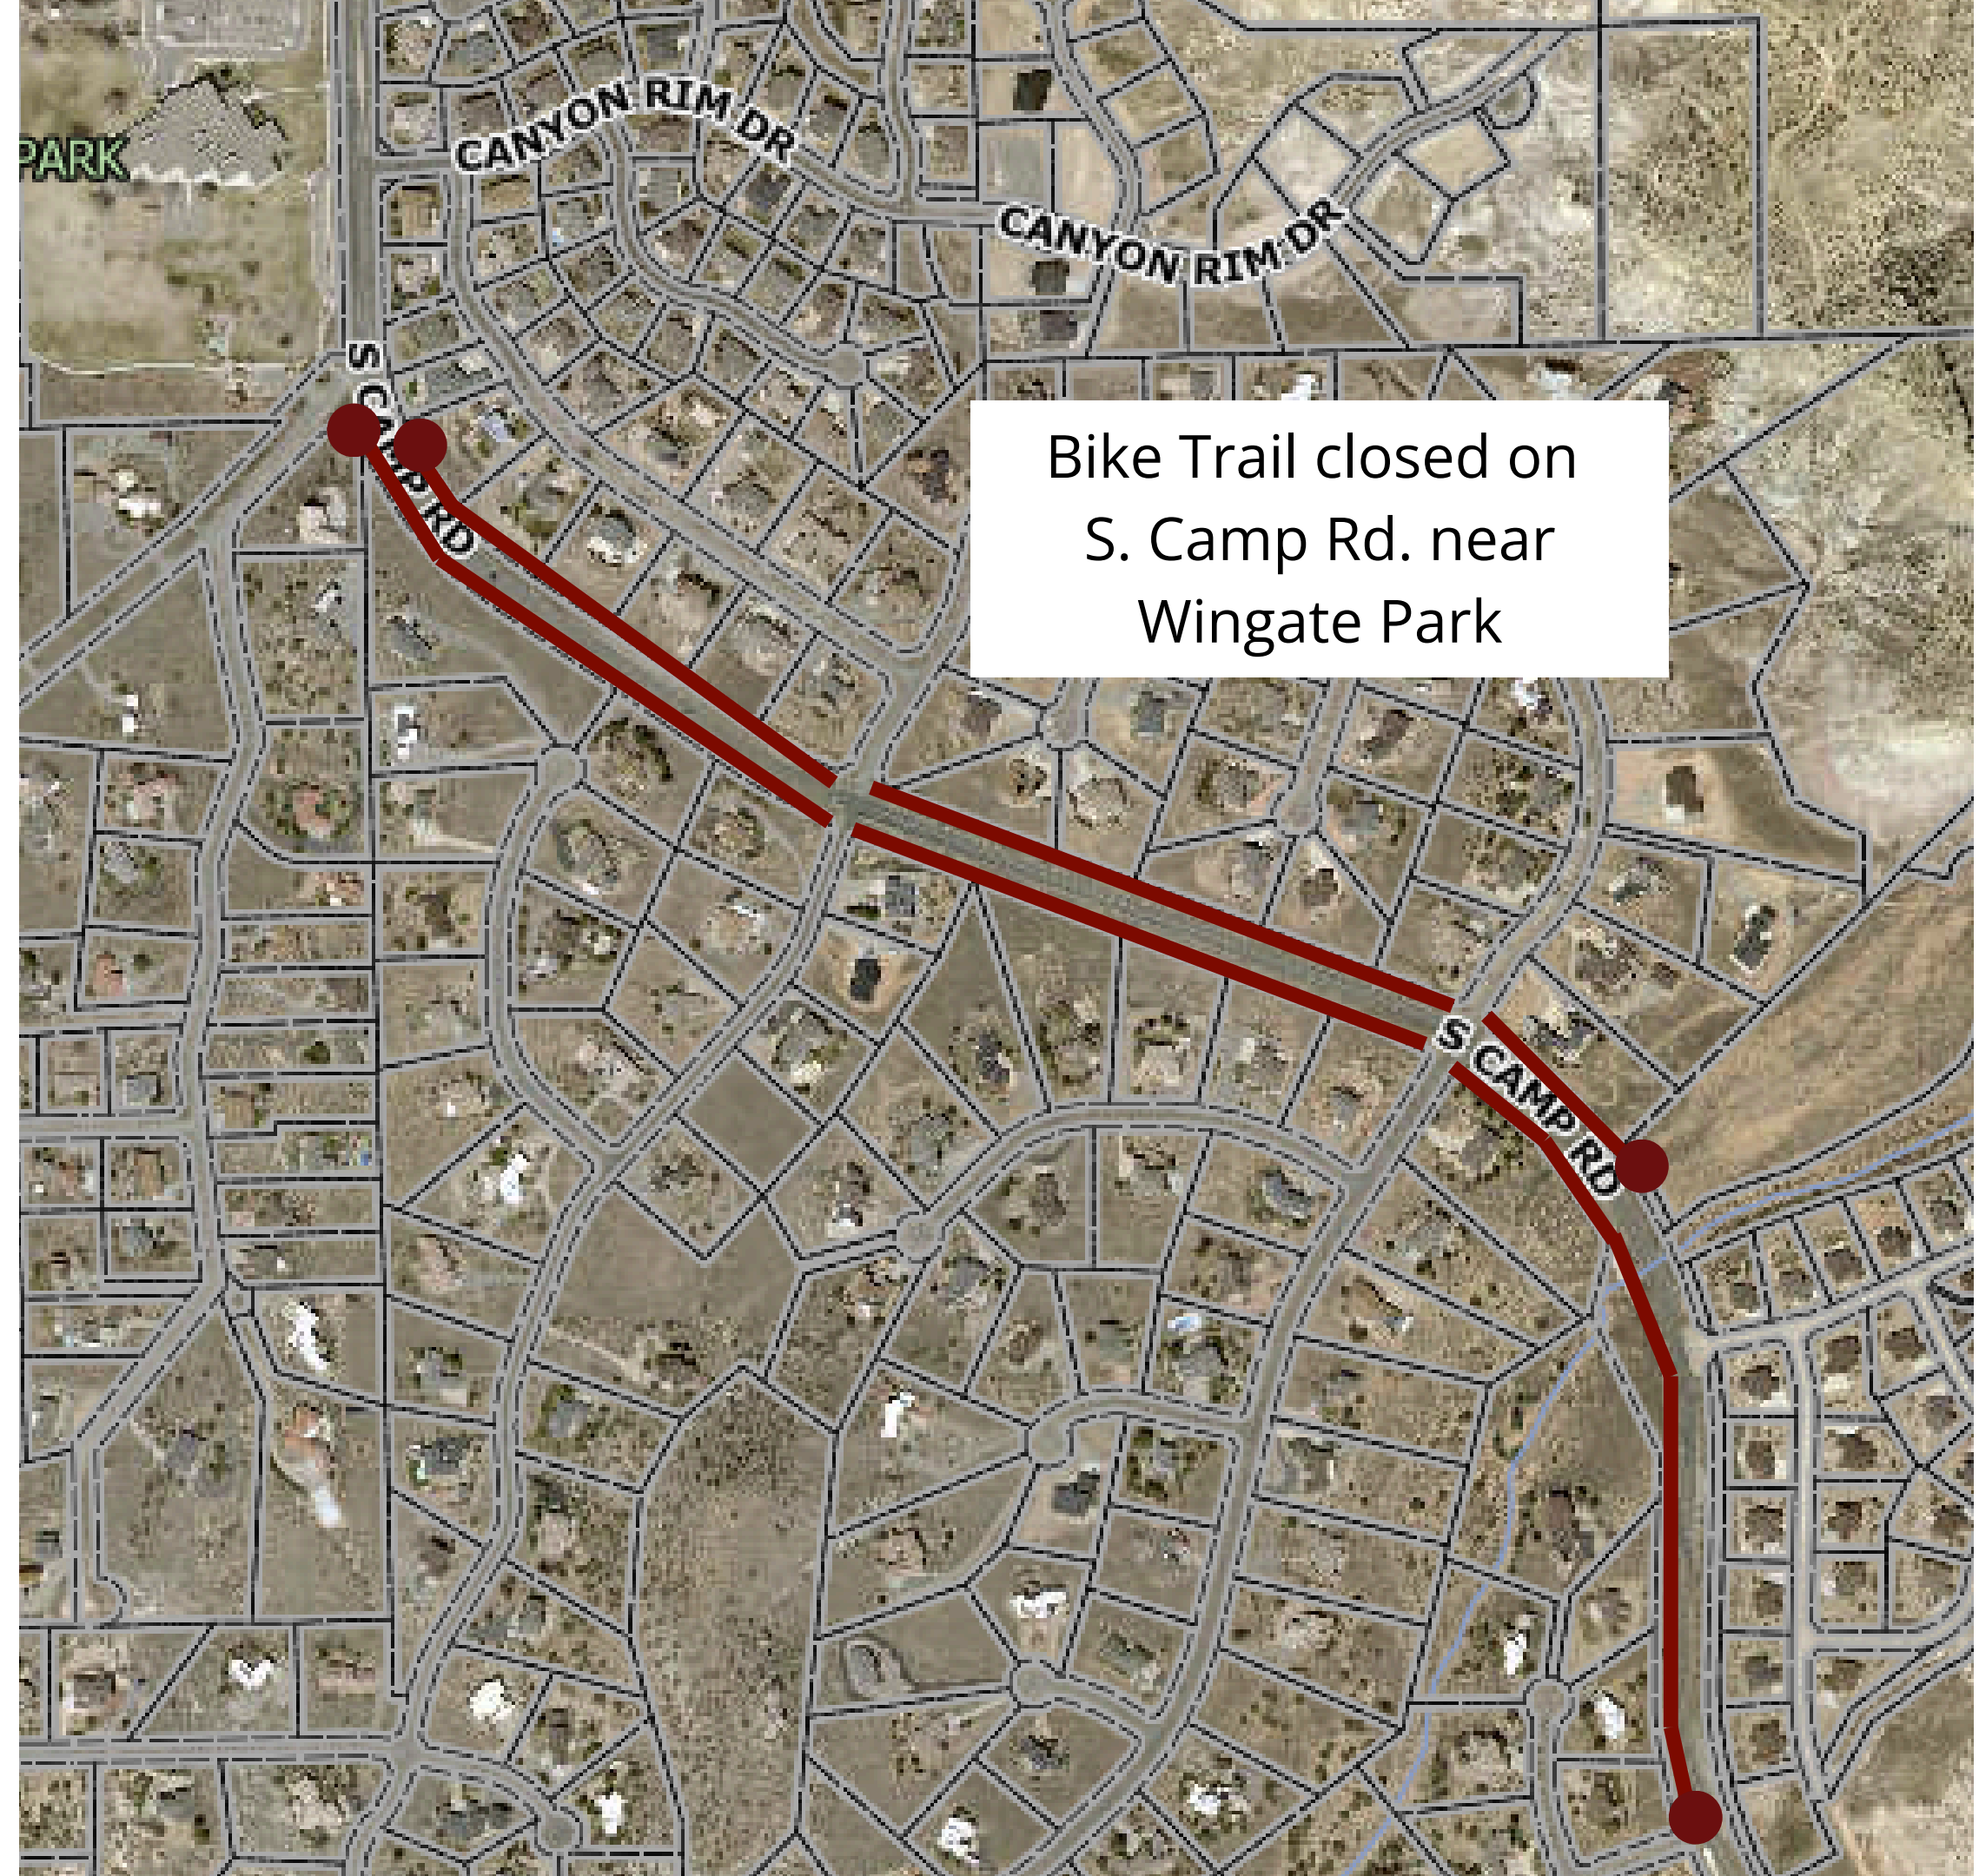 CANYON RIM DR
PARK
CANYON RIM DR
S CAMP RD
Bike Trail closed on
S. Camp Rd. near
Wingate Park
S CAMP RD